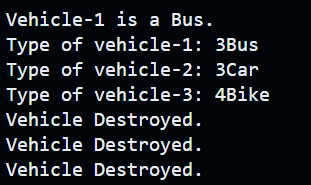 Vehicle-1 is a Bus.
Type of vehicle-1: 3Bus
Type of vehicle-2: 3Car
Type of vehicle-3: 4Bike
Vehicle Destroyed.
Vehicle Destroyed.
Vehicle Destroyed.